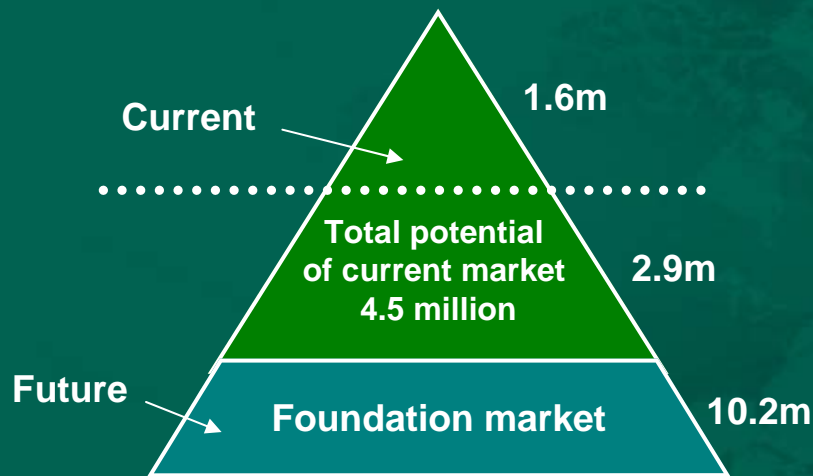 1.6m
Current
Total potential
of current market
4.5 million
2.9m
Future
Foundation market
10.2m